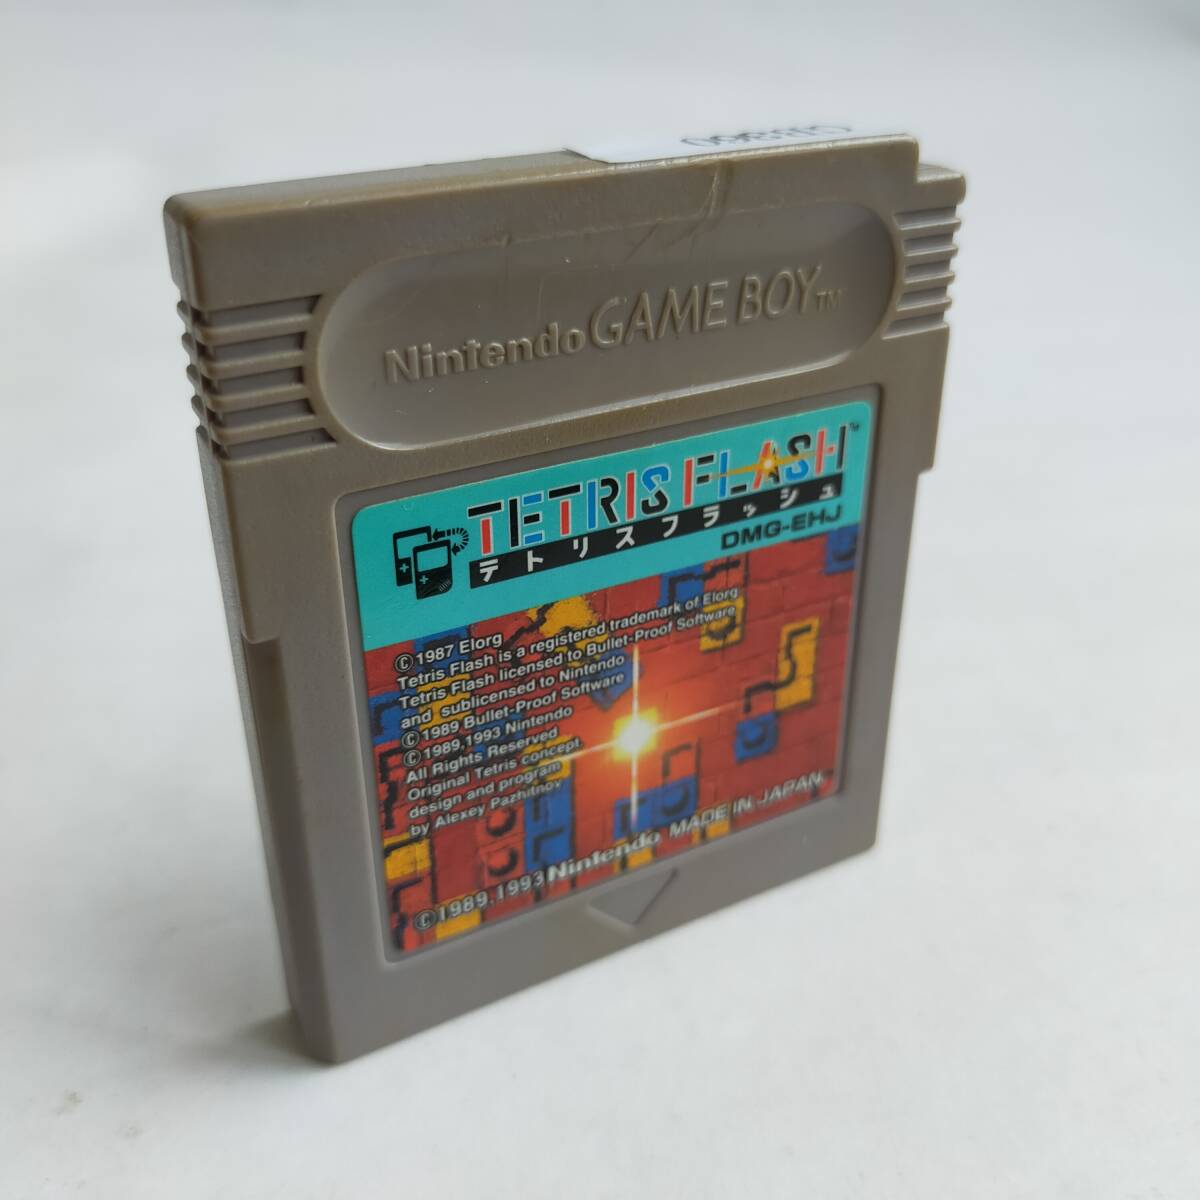 Nintendo GAME BOY™
TETRIS FLASH™
テトリスフラッシュ
DMG-EHJ
©1987 Elorg
Tetris Flash is a registered trademark of Elorg
Tetris Flash licensed to Bullet-Proof Software
and sublicensed to Nintendo
©1989 Bullet-Proof Software
©1989,1993 Nintendo
All Rights Reserved
Original Tetris concept
design and program
by Alexey Pazhitnov
©1989,1993 Nintendo MADE IN JAPAN